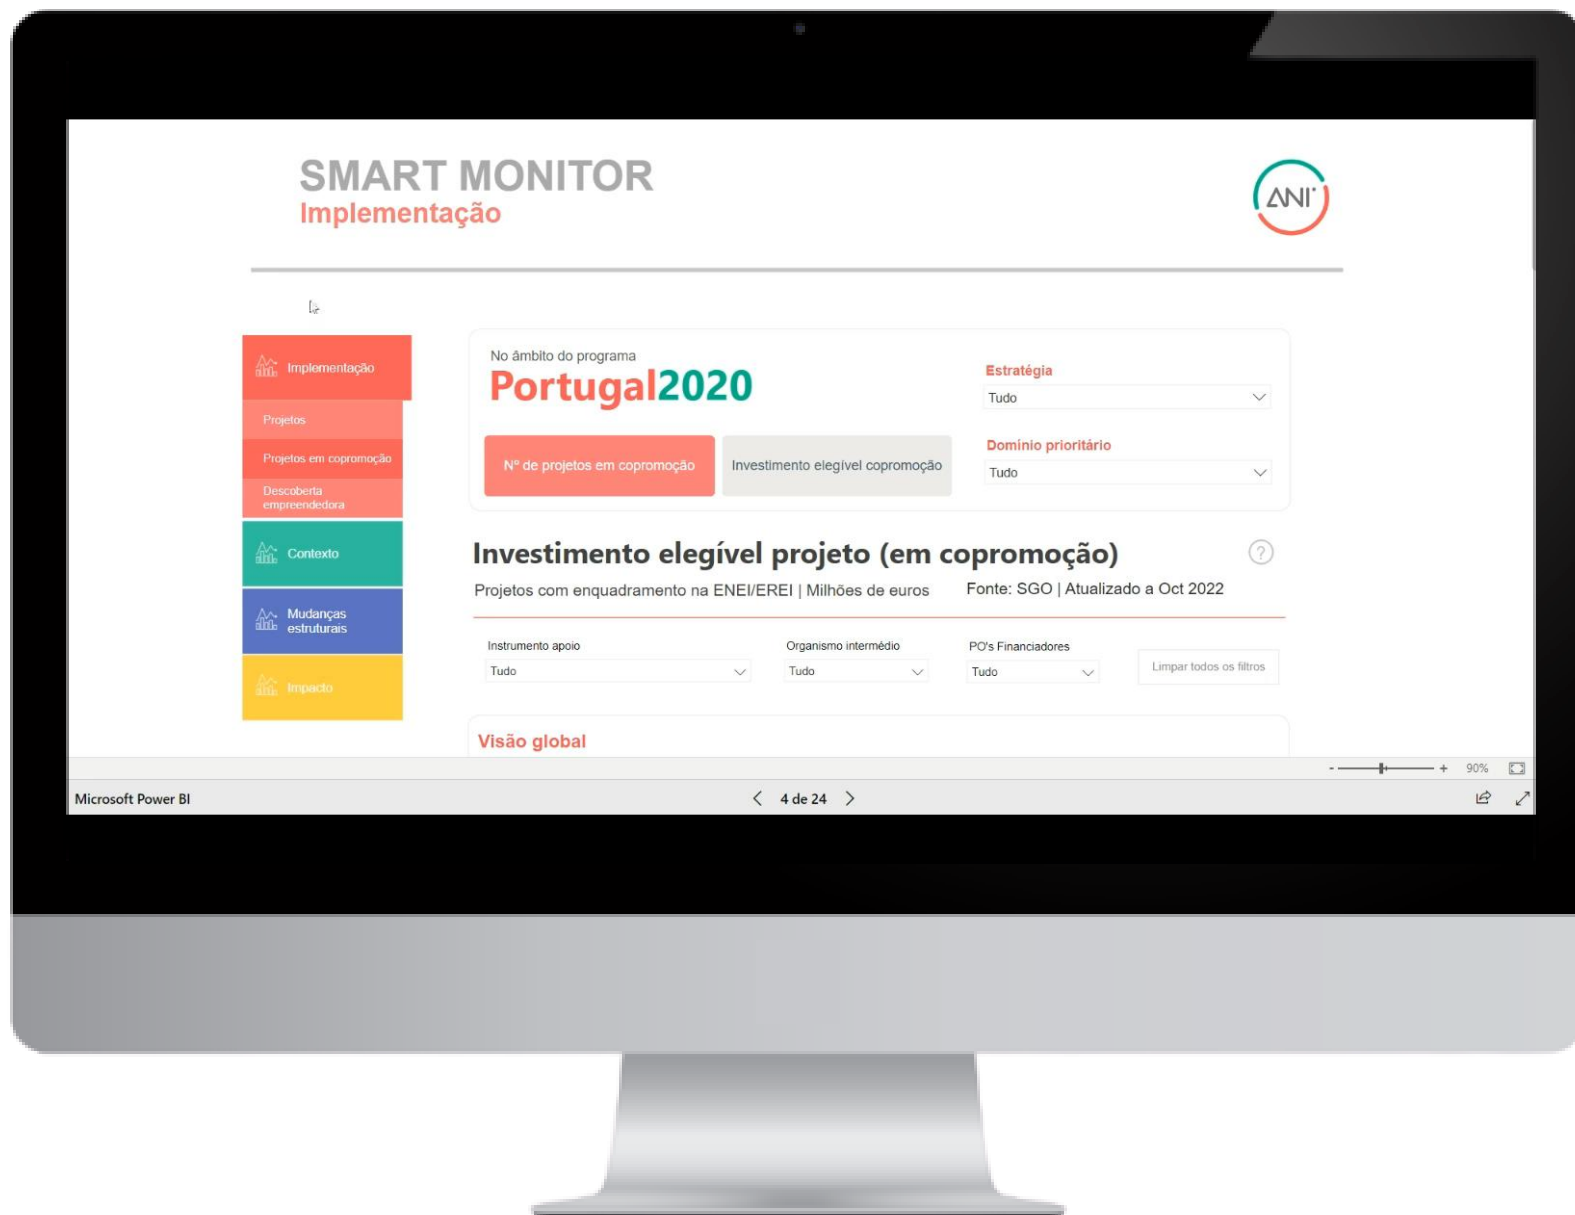 SMART MONITOR
Implementação
ANI
Implementação
Projetos
Projetos em copromoção
Descoberta
empreendedora
Contexto
Mudanças
estruturais
Impacto
No âmbito do programa
Portugal2020
Nº de projetos em copromoção
Investimento elegível copromoção
Estratégia
Tudo
Domínio prioritário
Tudo
Investimento elegível projeto (em copromoção)
?
Projetos com enquadramento na ENEI/EREI | Milhões de euros
Fonte: SGO | Atualizado a Oct 2022
Instrumento apoio
Tudo
Organismo intermédio
Tudo
PO's Financiadores
Tudo
Limpar todos os filtros
Visão global
- + 90%
Microsoft Power BI
4 de 24